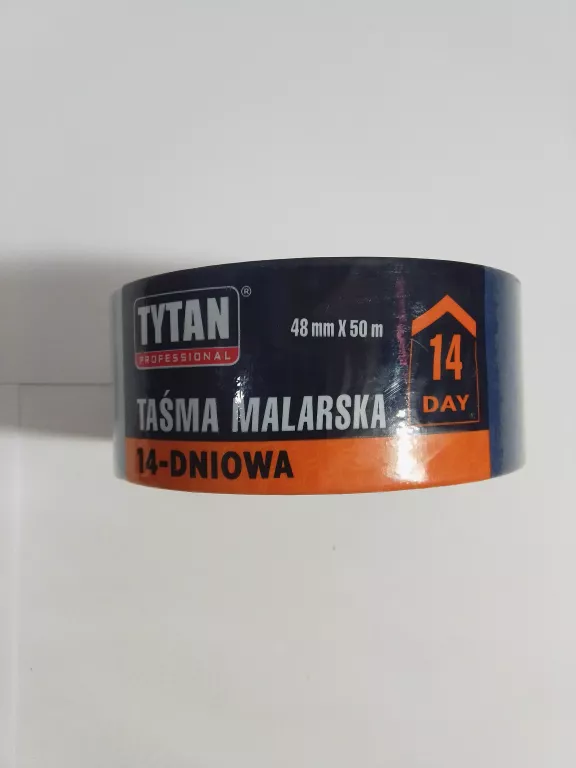 TYTAN®
PROFESSIONAL
48 mm X 50 m
14
DAY
TAŚMA MALARSKA
14-DNIOWA